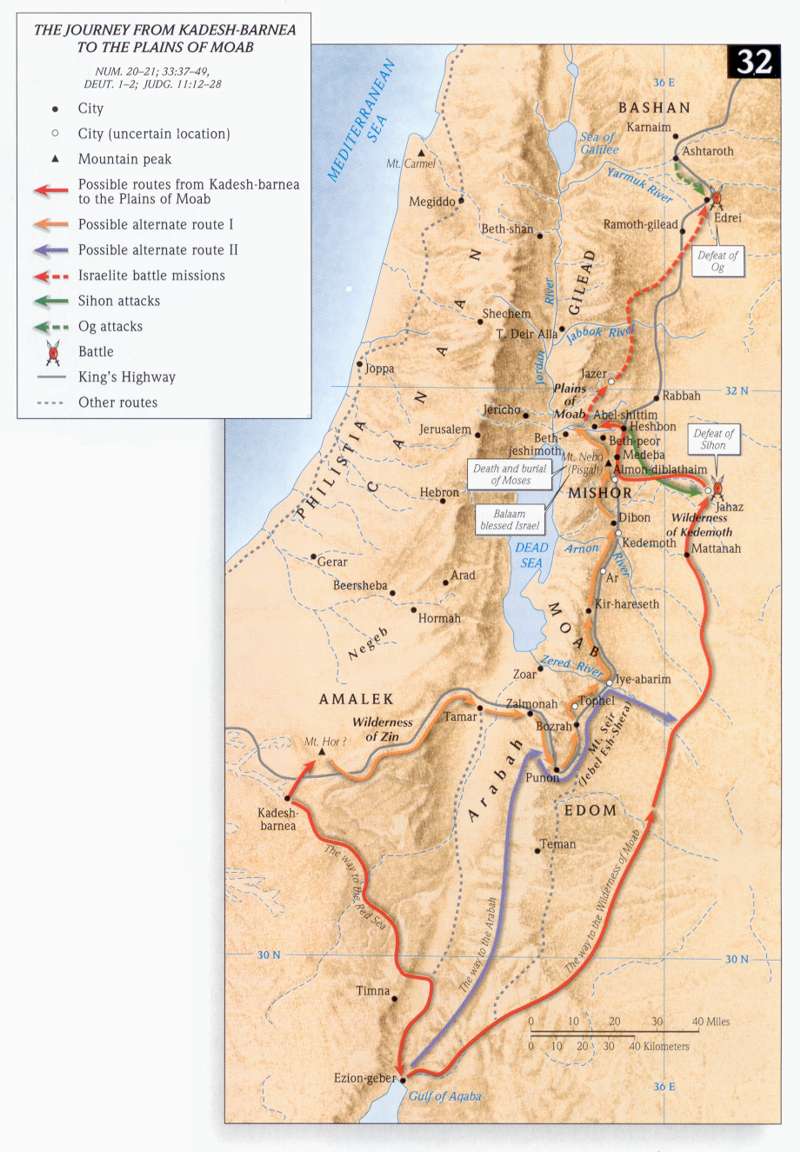 THE JOURNEY FROM KADESH-BARNEA
TO THE PLAINS OF MOAB
NUM. 20–21; 33:37–49,
DEUT. 1–2; JUDG. 11:12–28
City
City (uncertain location)
Mountain peak
Possible routes from Kadesh-barnea
to the Plains of Moab
Possible alternate route I
Possible alternate route II
Israelite battle missions
Sihon attacks
Og attacks
Battle
King's Highway
Other routes
32
36 E
MEDITERRANEAN
SEA
BASHAN
Karnaim
Sea of
Galilee
Ashtaroth
Mt. Carmel
Yarmuk River
Megiddo
Edrei
Beth-shan
Ramoth-gilead
Defeat of
Og
GILEAD
River
Jordan
Shechem
T. Deir Alla
Jabbok River
CANAAN
Joppa
Jazer
32 N
Plains
of
Moab
Rabbah
Jericho
Abel-shittim
Heshbon
Jerusalem
Beth-
jeshimoth
Beth-peor
Defeat of
Sihon
Mt. Nebo
(Pisgah)
Medeba
Almon-diblathaim
Death and burial
of Moses
PHILISTIA
Hebron
MISHOR
Jahaz
Balaam
blessed Israel
Dibon
Wilderness
of Kedemoth
Kedemoth
Mattanah
DEAD
SEA
Arnon
River
Gerar
Arad
Ar
Beersheba
Hormah
Kir-hareseth
Negeb
MOAB
Zoar
Zered River
Iye-abarim
AMALEK
Zalmonah
Tophel
Wilderness
of Zin
Tamar
Bozrah
Mt. Seir
(Jebel Esh-Shera)
Mt. Hor ?
Arabah
Punon
Kadesh-
barnea
EDOM
Teman
The way to the Red Sea
The way to the Arabah
The way to the Wilderness of Moab
30 N
30 N
Timna
0 10 20 40 Miles
0 10 20 30 40 Kilometers
Ezion-geber
Gulf of Aqaba
36 E